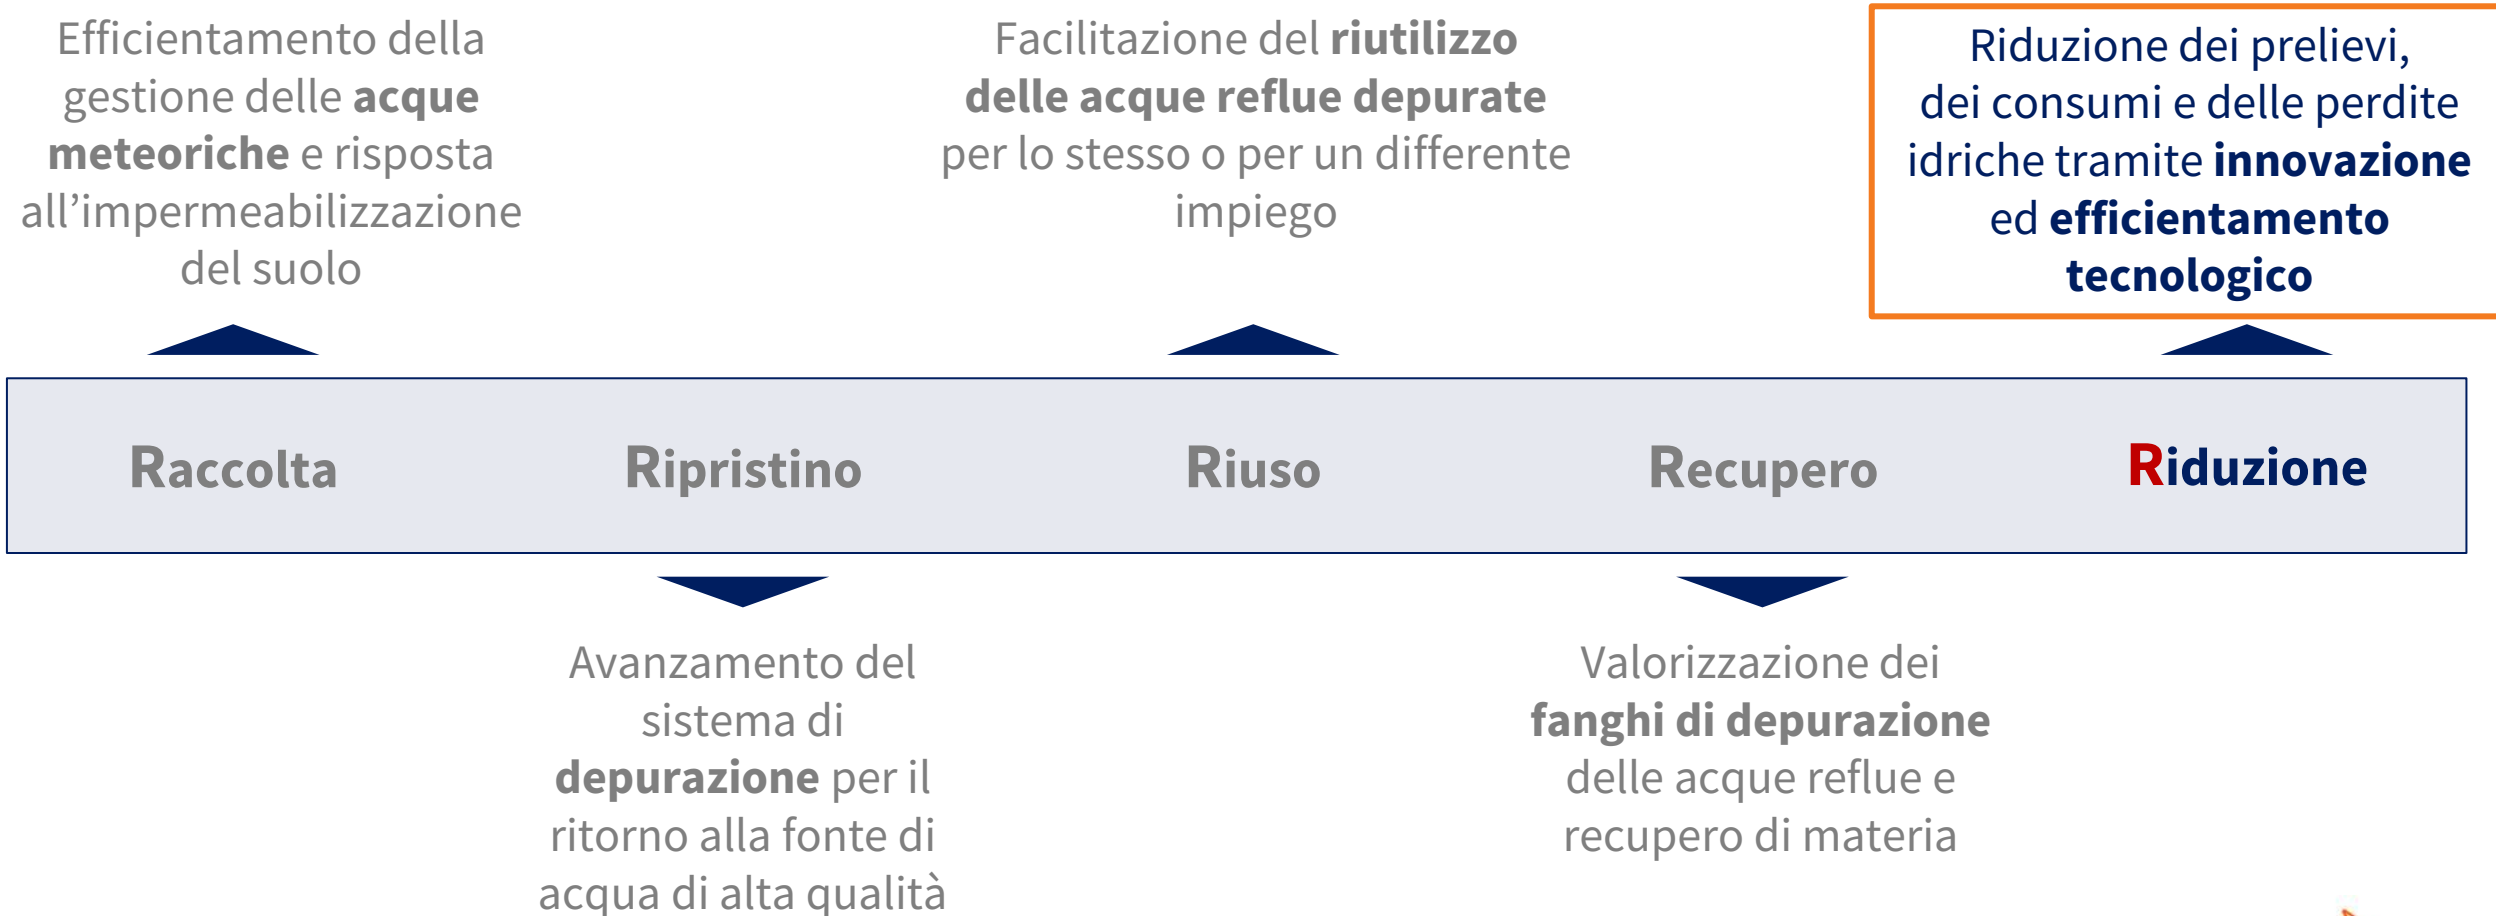 Efficientamento della
gestione delle acque
meteoriche e risposta
all’impermeabilizzazione
del suolo
Facilitazione del riutilizzo
delle acque reflue depurate
per lo stesso o per un differente
impiego
Riduzione dei prelievi,
dei consumi e delle perdite
idriche tramite innovazione
ed efficientamento
tecnologico
Raccolta
Ripristino
Riuso
Recupero
Riduzione
Avanzamento del
sistema di
depurazione per il
ritorno alla fonte di
acqua di alta qualità
Valorizzazione dei
fanghi di depurazione
delle acque reflue e
recupero di materia